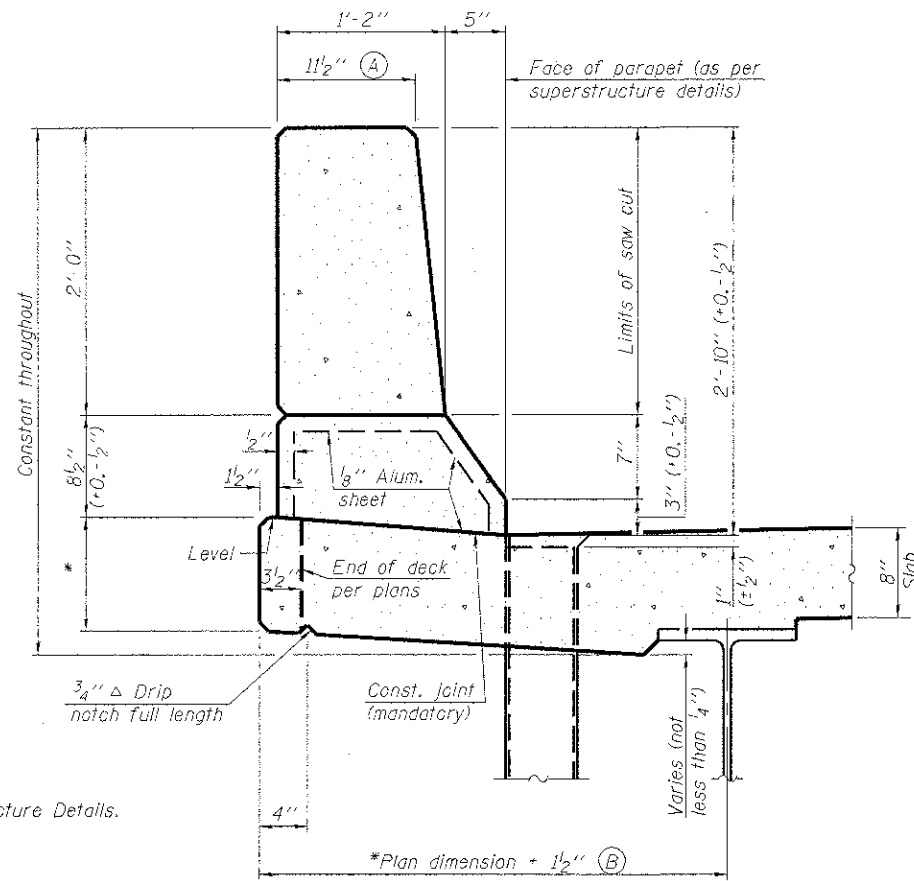 1'-2"
5"
11½" (A)
Face of parapet (as per
superstructure details)
Constant throughout
2'-0"
8½"
(+0,-½")
*
Limits of saw cut
2'-10" (+0,-½")
7"
3" (+0,-½")
½"
1½"
⅛" Alum.
sheet
Level
3½"
End of deck
per plans
1"
(±½")
8"
Slab
¾" △ Drip
notch full length
Const. joint
(mandatory)
Varies (not
less than ¼")
cture Details.
4"
*Plan dimension + 1½" (B)